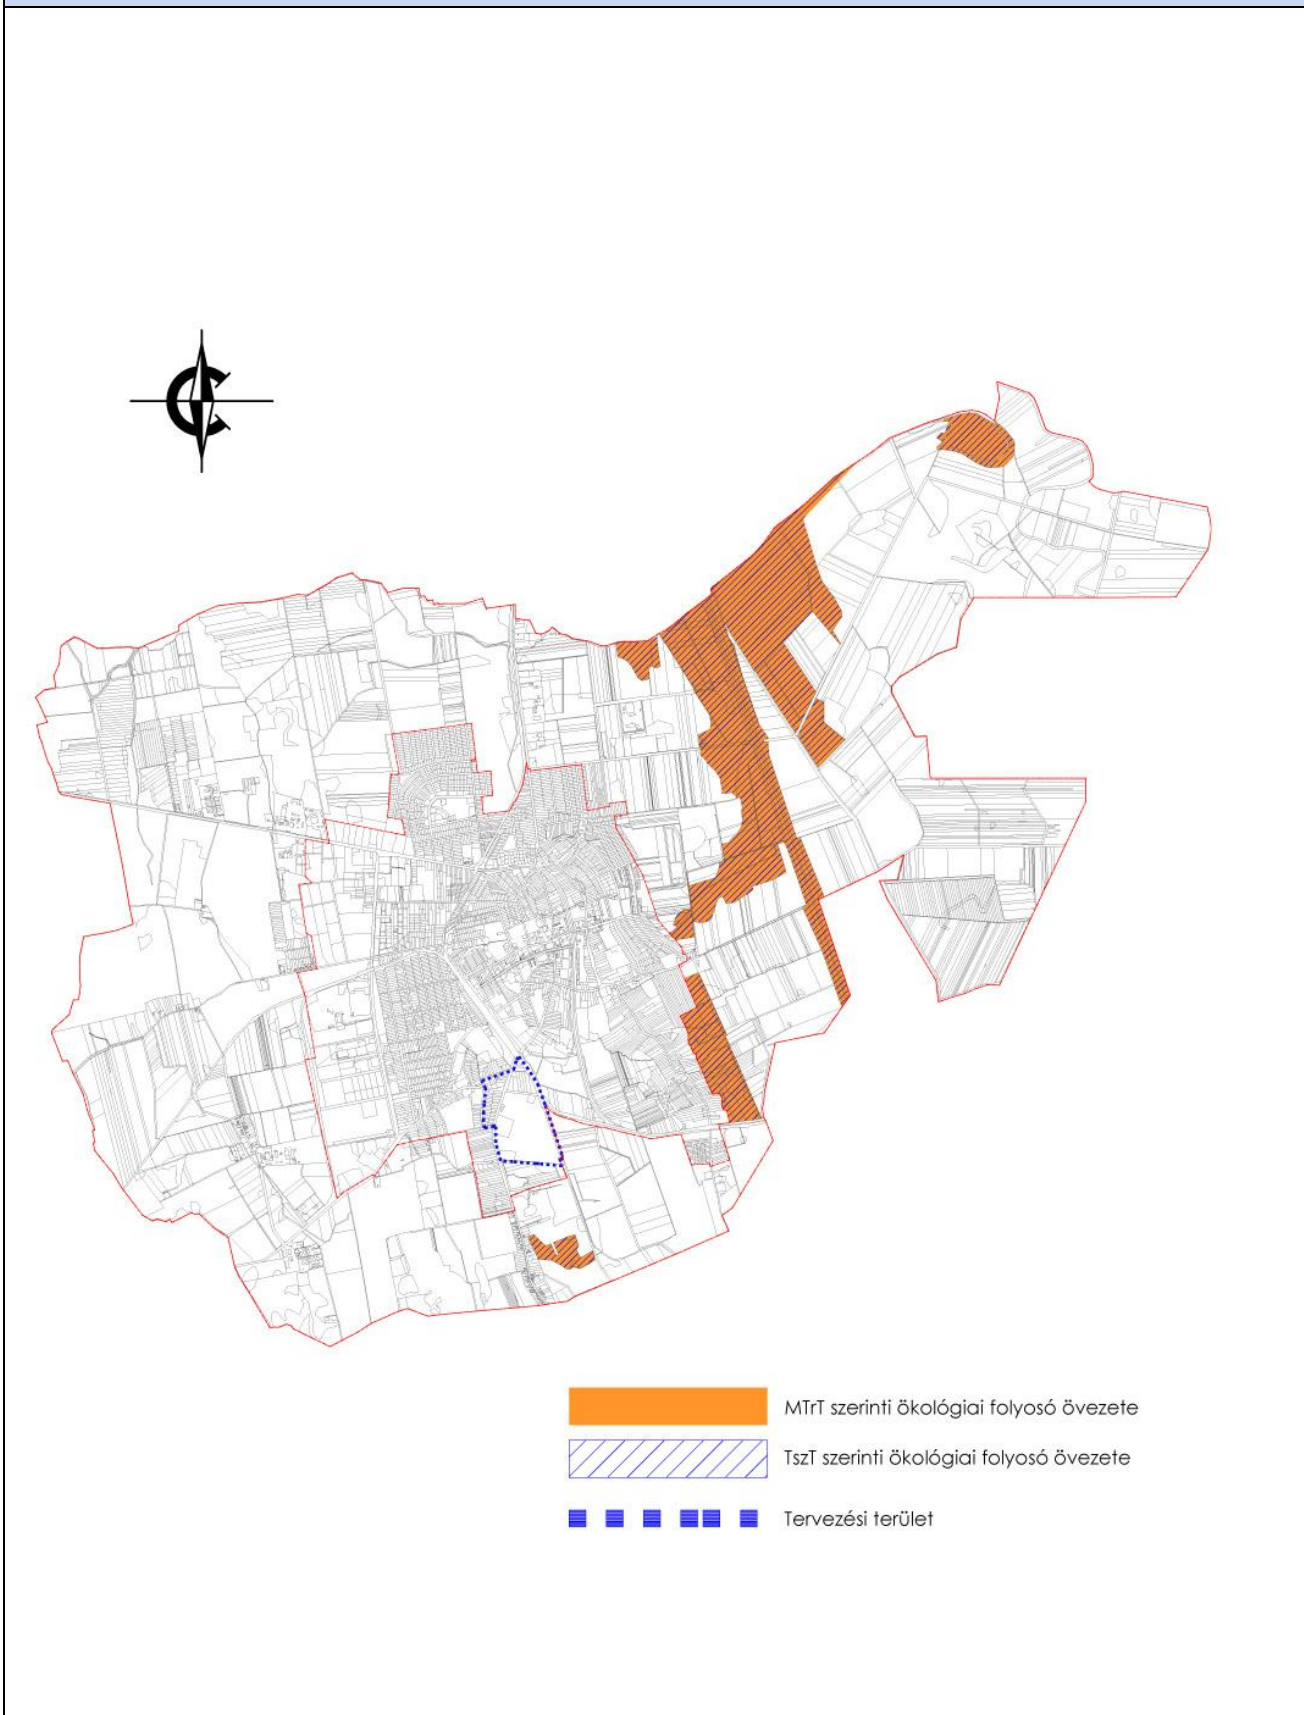 MTrT szerinti ökológiai folyosó övezete
TszT szerinti ökológiai folyosó övezete
Tervezési terület